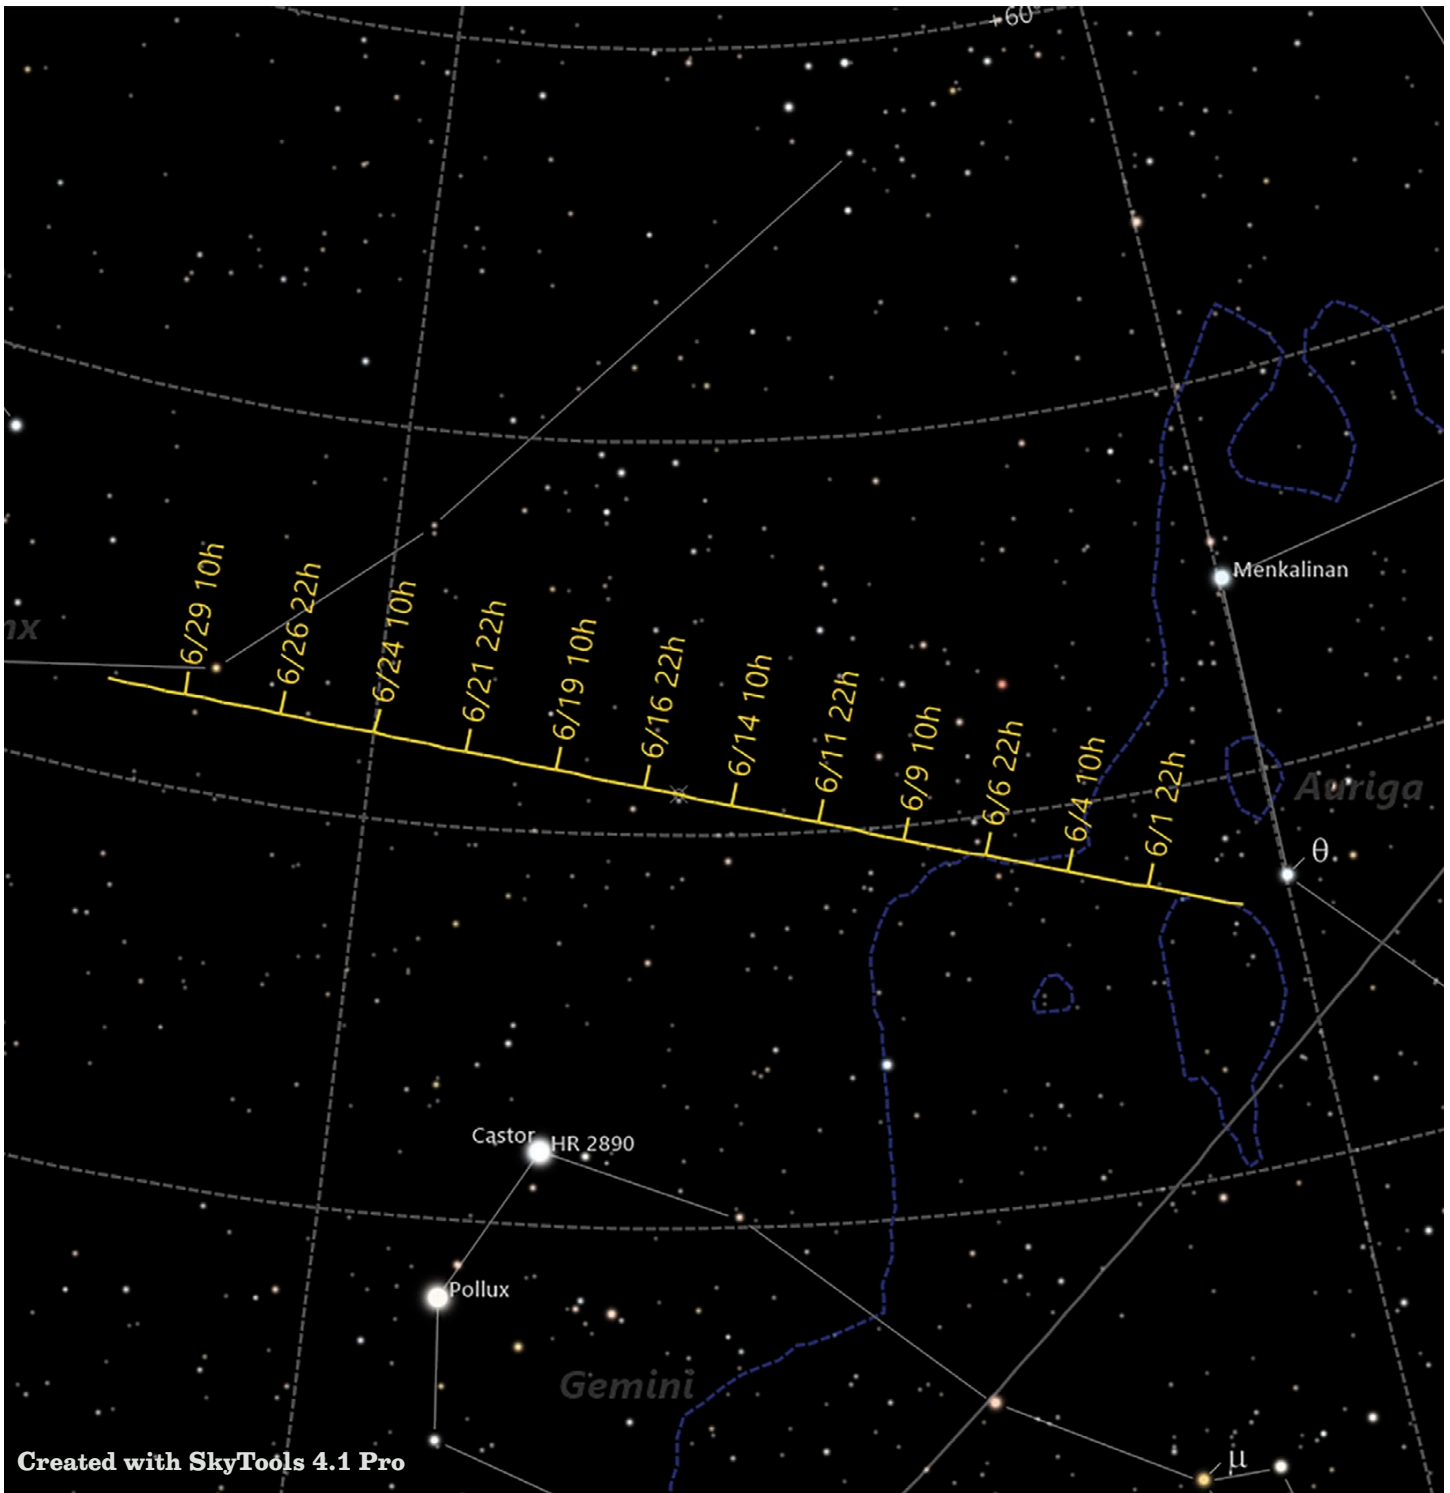 +60°
Menkalinan
6/29 10h
6/26 22h
6/24 10h
6/21 22h
6/19 10h
6/16 22h
6/14 10h
6/11 22h
6/9 10h
6/6 22h
6/4 10h
6/1 22h
nx
Auriga
θ
Castor
HR 2890
Pollux
Gemini
μ
Created with SkyTools 4.1 Pro